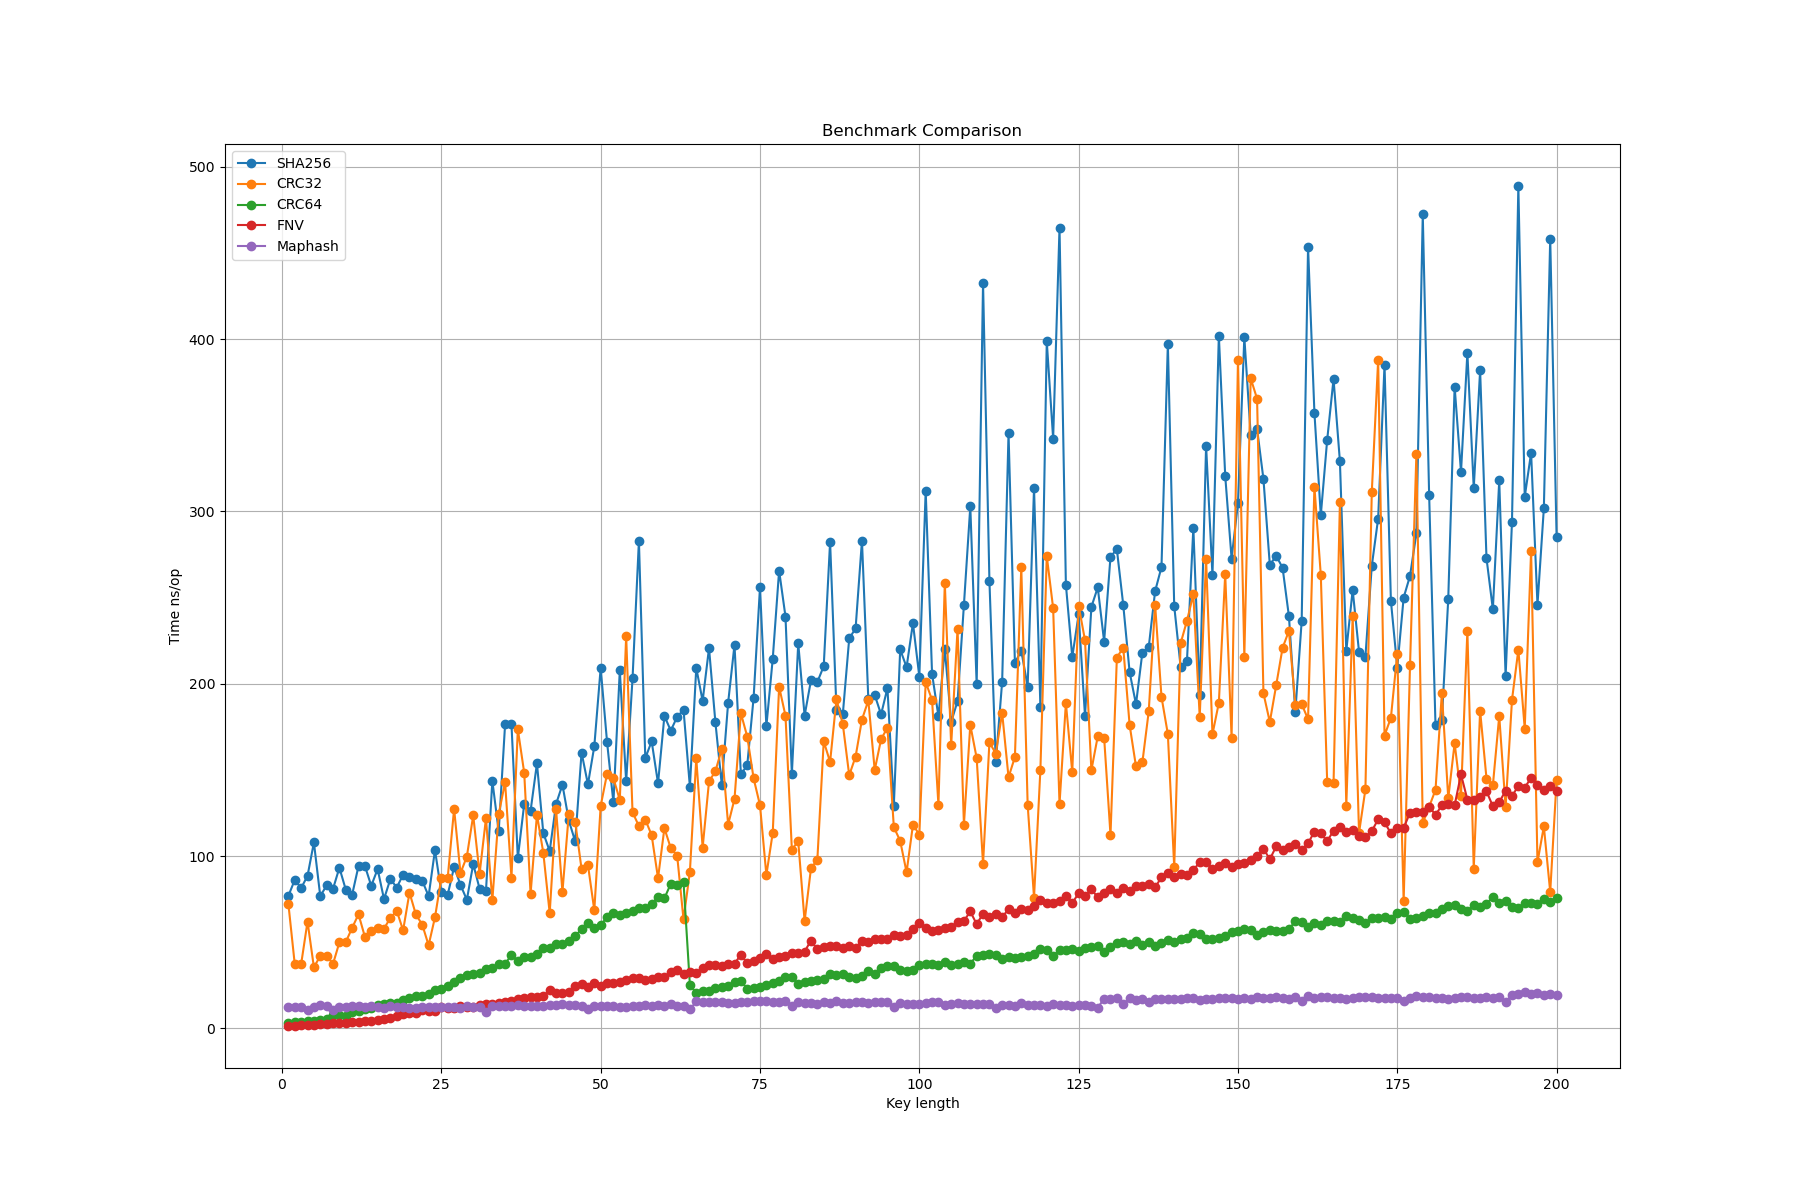 Benchmark Comparison
SHA256
CRC32
CRC64
FNV
Maphash
500
400
300
200
100
0
Time ns/op
0 25 50 75 100 125 150 175 200
Key length